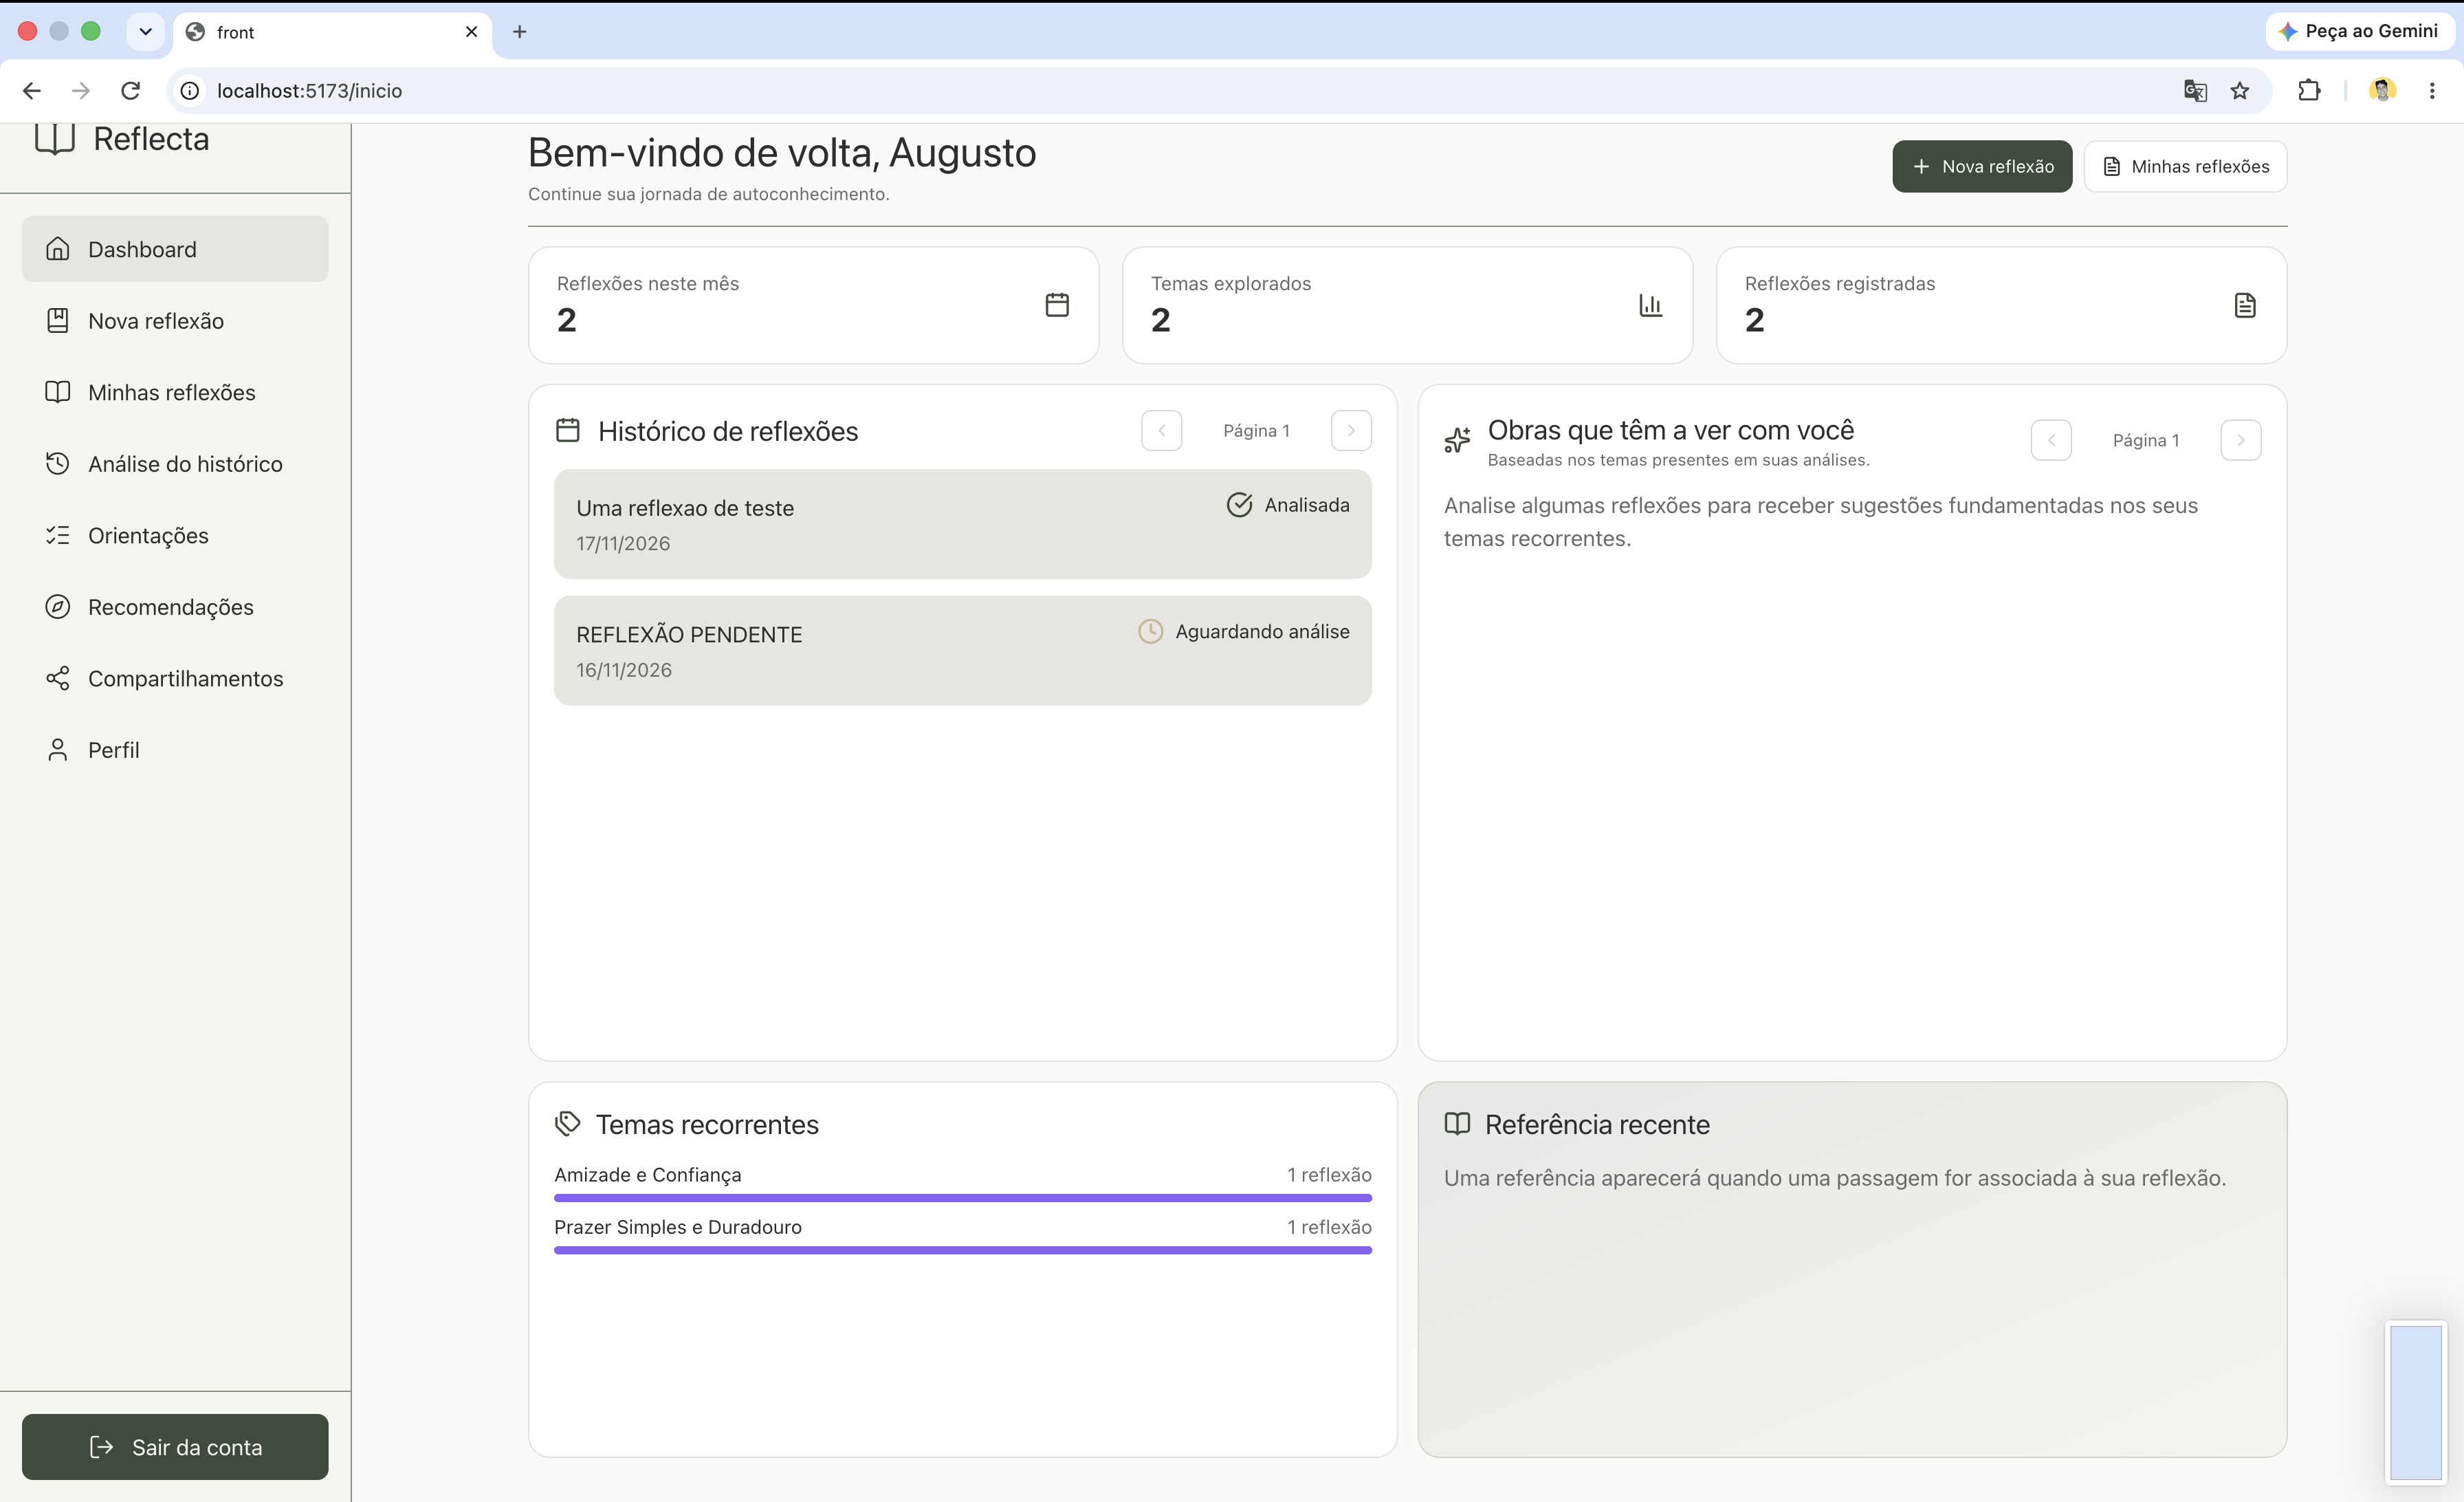 front
Peça ao Gemini
localhost:5173/inicio
Reflecta
Dashboard
Nova reflexão
Minhas reflexões
Análise do histórico
Orientações
Recomendações
Compartilhamentos
Perfil
Sair da conta
Bem-vindo de volta, Augusto
Continue sua jornada de autoconhecimento.
Nova reflexão
Minhas reflexões
Reflexões neste mês
2
Temas explorados
2
Reflexões registradas
2
Histórico de reflexões
Página 1
Uma reflexao de teste
Analisada
17/11/2026
REFLEXÃO PENDENTE
Aguardando análise
16/11/2026
Obras que têm a ver com você
Baseadas nos temas presentes em suas análises.
Página 1
Analise algumas reflexões para receber sugestões fundamentadas nos seus
temas recorrentes.
Temas recorrentes
Amizade e Confiança
1 reflexão
Prazer Simples e Duradouro
1 reflexão
Referência recente
Uma referência aparecerá quando uma passagem for associada à sua reflexão.